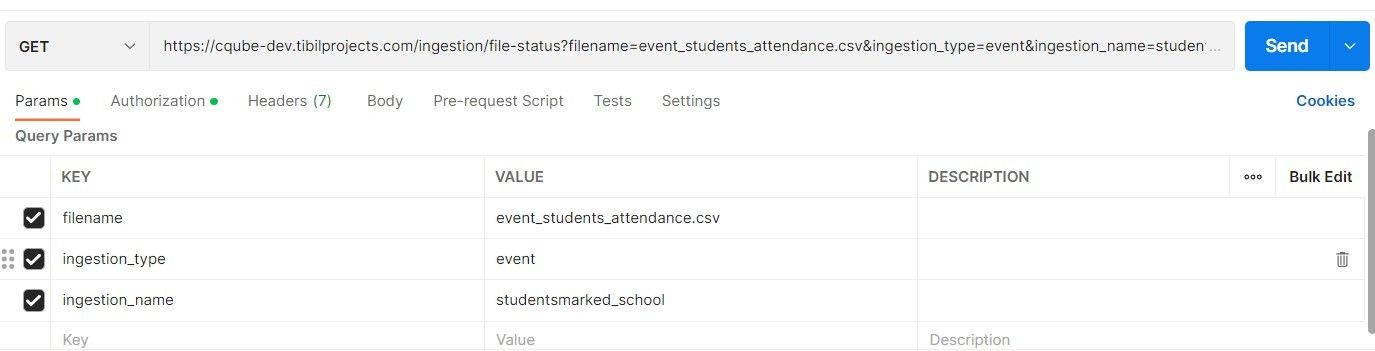 GET https://cqube-dev.tibilprojects.com/ingestion/file-status?filename=event_students_attendance.csv&ingestion_type=event&ingestion_name=studen... Send
Params Authorization Headers (7) Body Pre-request Script Tests Settings Cookies
Query Params
KEY VALUE DESCRIPTION ooo Bulk Edit
filename event_students_attendance.csv
ingestion_type event
ingestion_name studentsmarked_school
Key Value Description